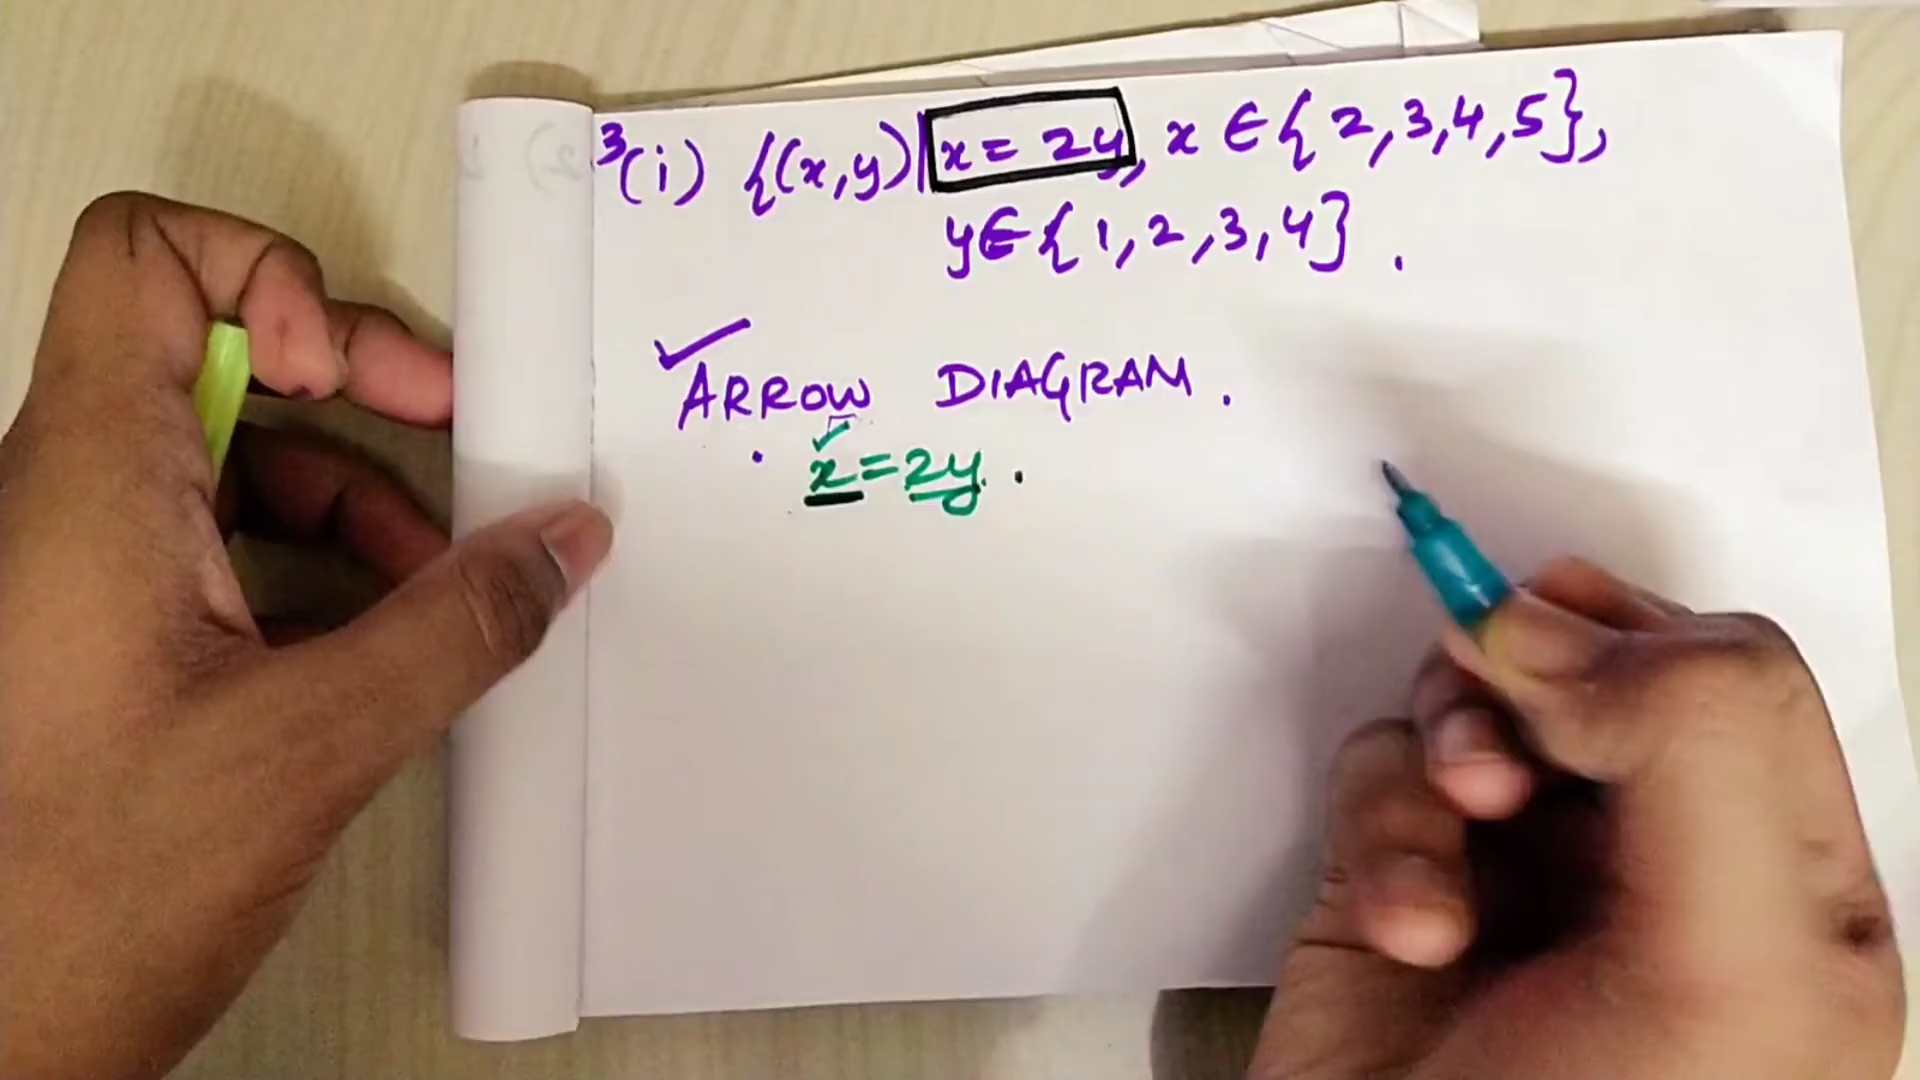 3(i) {(x,y)|x = 2y, x ∈ {2,3,4,5},
y ∈ {1,2,3,4}.
ARROW DIAGRAM.
x = 2y.